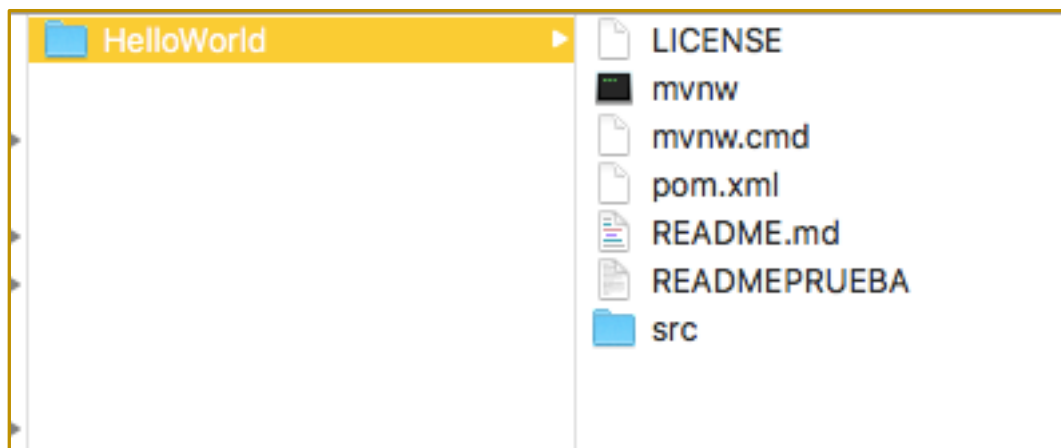 HelloWorld
LICENSE
mvnw
mvnw.cmd
pom.xml
README.md
READMEPRUEBA
src